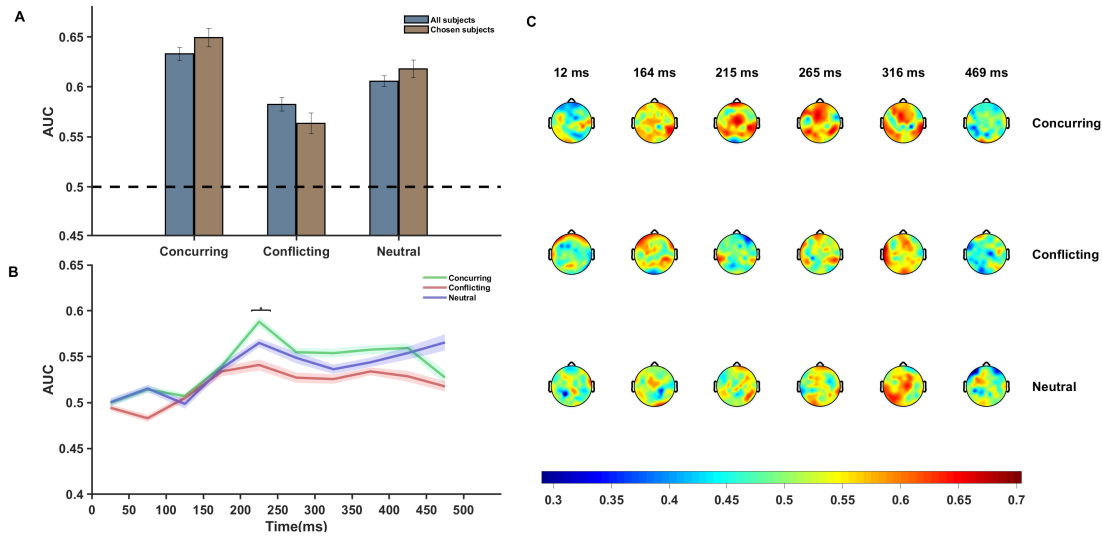 A
All subjects
Chosen subjects
0.65
0.6
0.55
0.5
0.45
AUC
Concurring Conflicting Neutral
B
Concurring
Conflicting
Neutral
0.65
0.6
0.55
0.5
0.45
0.4
AUC
0 50 100 150 200 250 300 350 400 450 500
Time(ms)
C
12 ms 164 ms 215 ms 265 ms 316 ms 469 ms
Concurring
Conflicting
Neutral
0.3 0.35 0.4 0.45 0.5 0.55 0.6 0.65 0.7